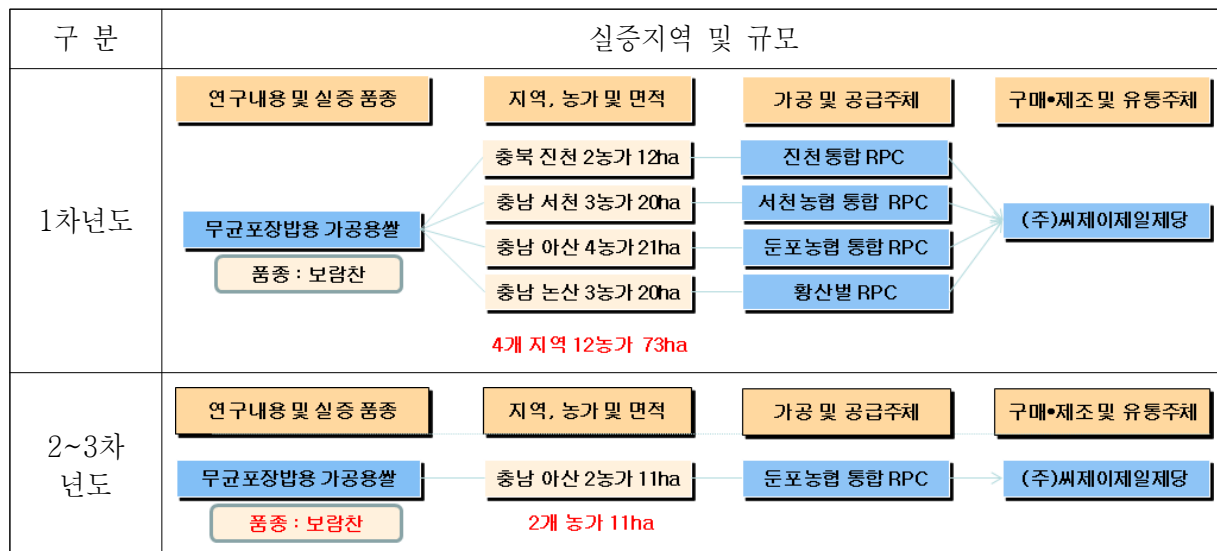 구 분
실증지역 및 규모
1차년도
연구내용 및 실증 품종
지역, 농가 및 면적
가공 및 공급주체
구매•제조 및 유통주체
무균포장밥용 가공용쌀
품종 : 보람찬
충북 진천 2농가 12ha
진천 통합 RPC
충남 서천 3농가 20ha
서천농협 통합 RPC
충남 아산 4농가 21ha
둔포농협 통합 RPC
충남 논산 3농가 20ha
황산벌 RPC
(주)씨제이제일제당
4개 지역 12농가 73ha
2~3차
년도
연구내용 및 실증 품종
지역, 농가 및 면적
가공 및 공급주체
구매•제조 및 유통주체
무균포장밥용 가공용쌀
충남 아산 2농가 11ha
둔포농협 통합 RPC
(주)씨제이제일제당
품종 : 보람찬
2개 농가 11ha